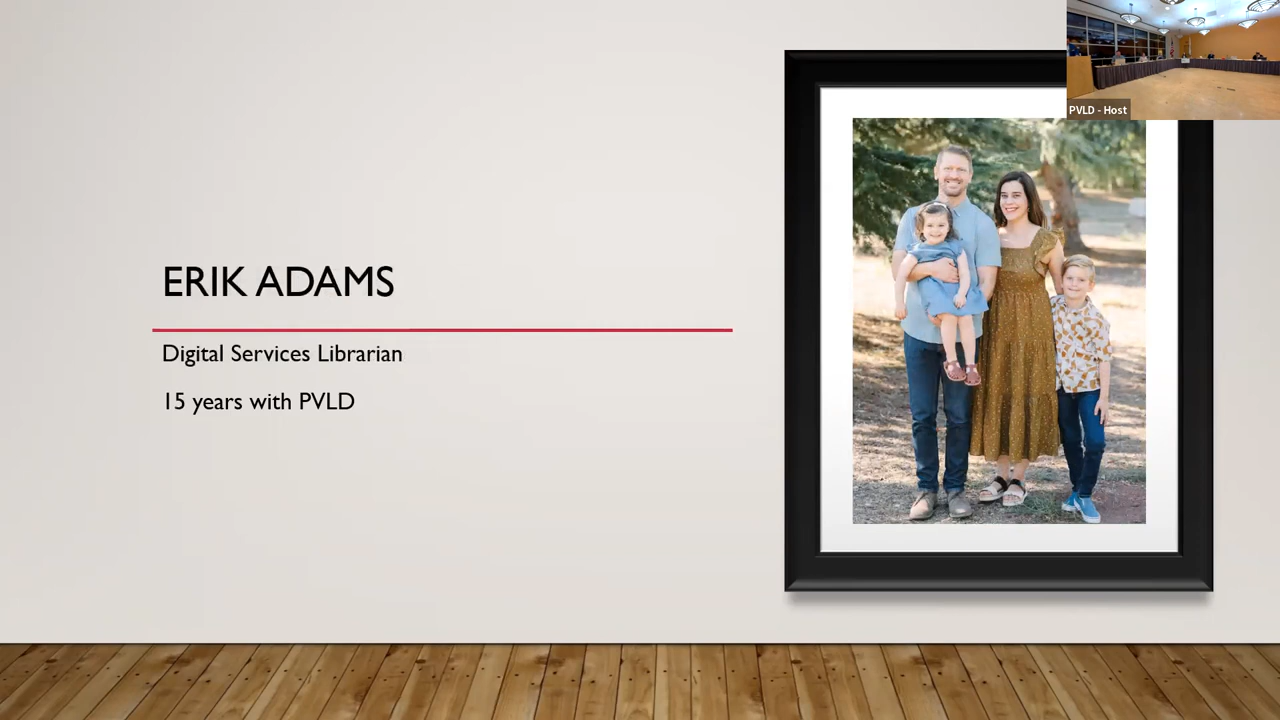 ERIK ADAMS
Digital Services Librarian
15 years with PVLD
PVLD - Host